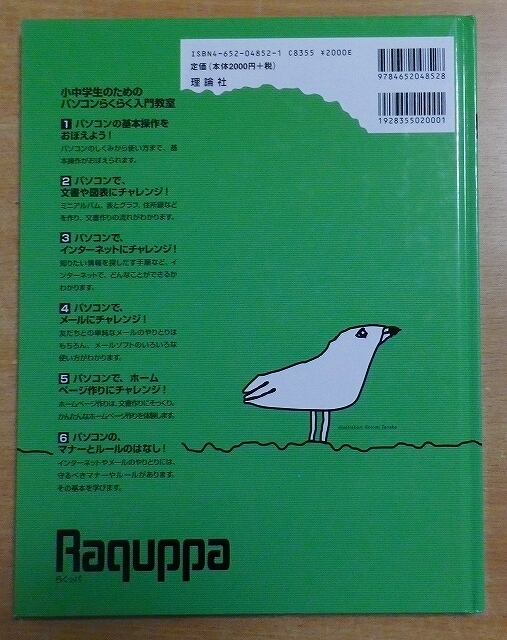 ISBN4-652-04852-1 C8355 ¥2000E
定価(本体2000円+税)
理論社
9784652048528
1928355020001
小中学生のための
パソコンらくらく入門教室
1 パソコンの基本操作を
おぼえよう!
パソコンのしくみから使い方まで、基
本操作がおぼえられます。
2 パソコンで、
文書や図表にチャレンジ!
ミニアルバム、表とグラフ、住所録など
を作り、文書作りの流れがわかります。
3 パソコンで、
インターネットにチャレンジ!
知りたい情報を探しだす手順など、イ
ンターネットで、どんなことができるか
わかります。
4 パソコンで、
メールにチャレンジ!
友だちとの単純なメールのやりとりは
もちろん、メールソフトのいろいろな
使い方がわかります。
5 パソコンで、ホーム
ページ作りにチャレンジ!
ホームページ作りは、文書作りにそっくり。
かんたんなホームページ作りを体験します。
6 パソコンの、
マナーとルールのはなし!
インターネットやメールのやりとりには、
守るべきマナーやルールがあります。
その基本を学びます。
illustration: Kotomi Tanaka
Raquppa
らくっぱ